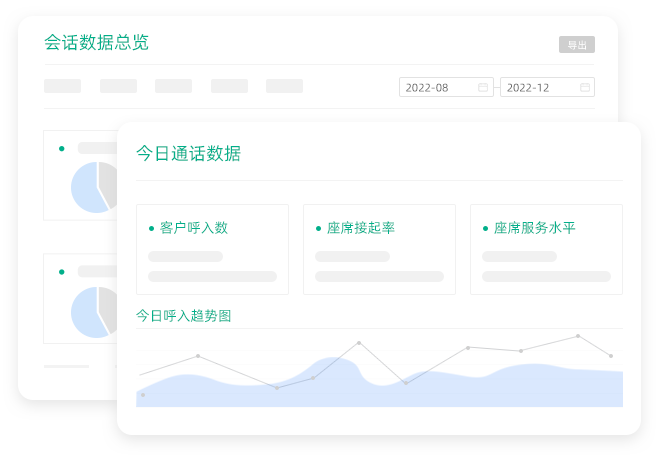 会话数据总览
导出
2022-08
2022-12
今日通话数据
客户呼入数
座席接起率
座席服务水平
今日呼入趋势图